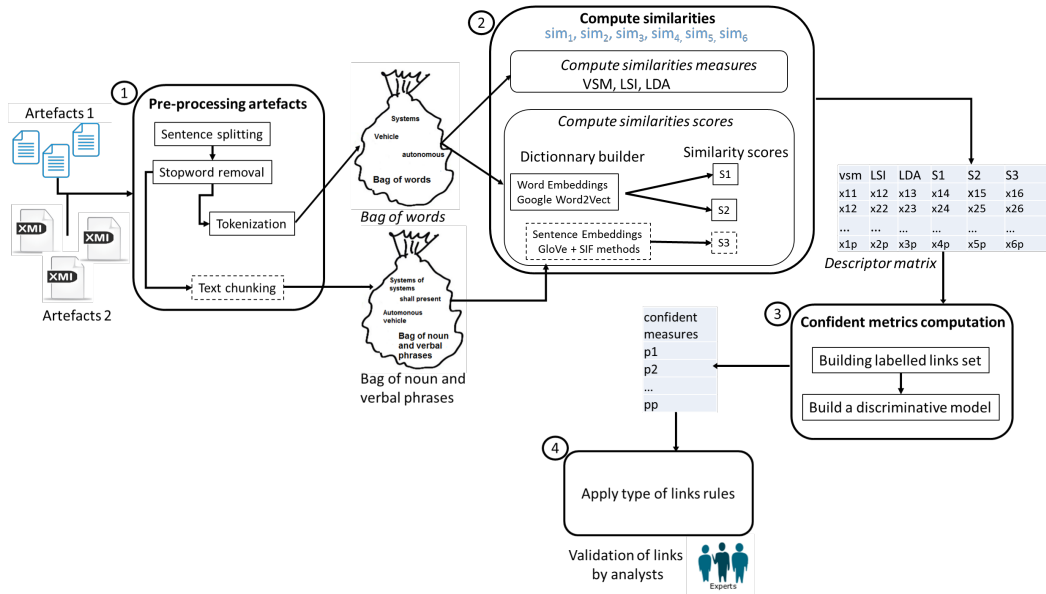 1
Pre-processing artefacts
Artefacts 1
Sentence splitting
Stopword removal
Tokenization
Text chunking
XMI
XMI
XMI
Artefacts 2
Systems
Vehicle
autonomous
Bag of words
Bag of words
Systems of
systems
shall present
Automonous
vehicle
Bag of noun
and verbal
phrases
Bag of noun and
verbal phrases
2
Compute similarities
sim1, sim2, sim3, sim4, sim5, sim6
Compute similarities measures
VSM, LSI, LDA
Compute similarities scores
Dictionnary builder
Similarity scores
Word Embeddings
Google Word2Vect
S1
S2
Sentence Embeddings
GloVe + SIF methods
S3
vsm LSI LDA S1 S2 S3
x11 x12 x13 x14 x15 x16
x12 x22 x23 x24 x25 x26
... ... ... ... ... ...
x1p x2p x3p x4p x5p x6p
Descriptor matrix
3
Confident metrics computation
Building labelled links set
Build a discriminative model
confident
measures
p1
p2
...
pp
4
Apply type of links rules
Validation of links
by analysts
Experts